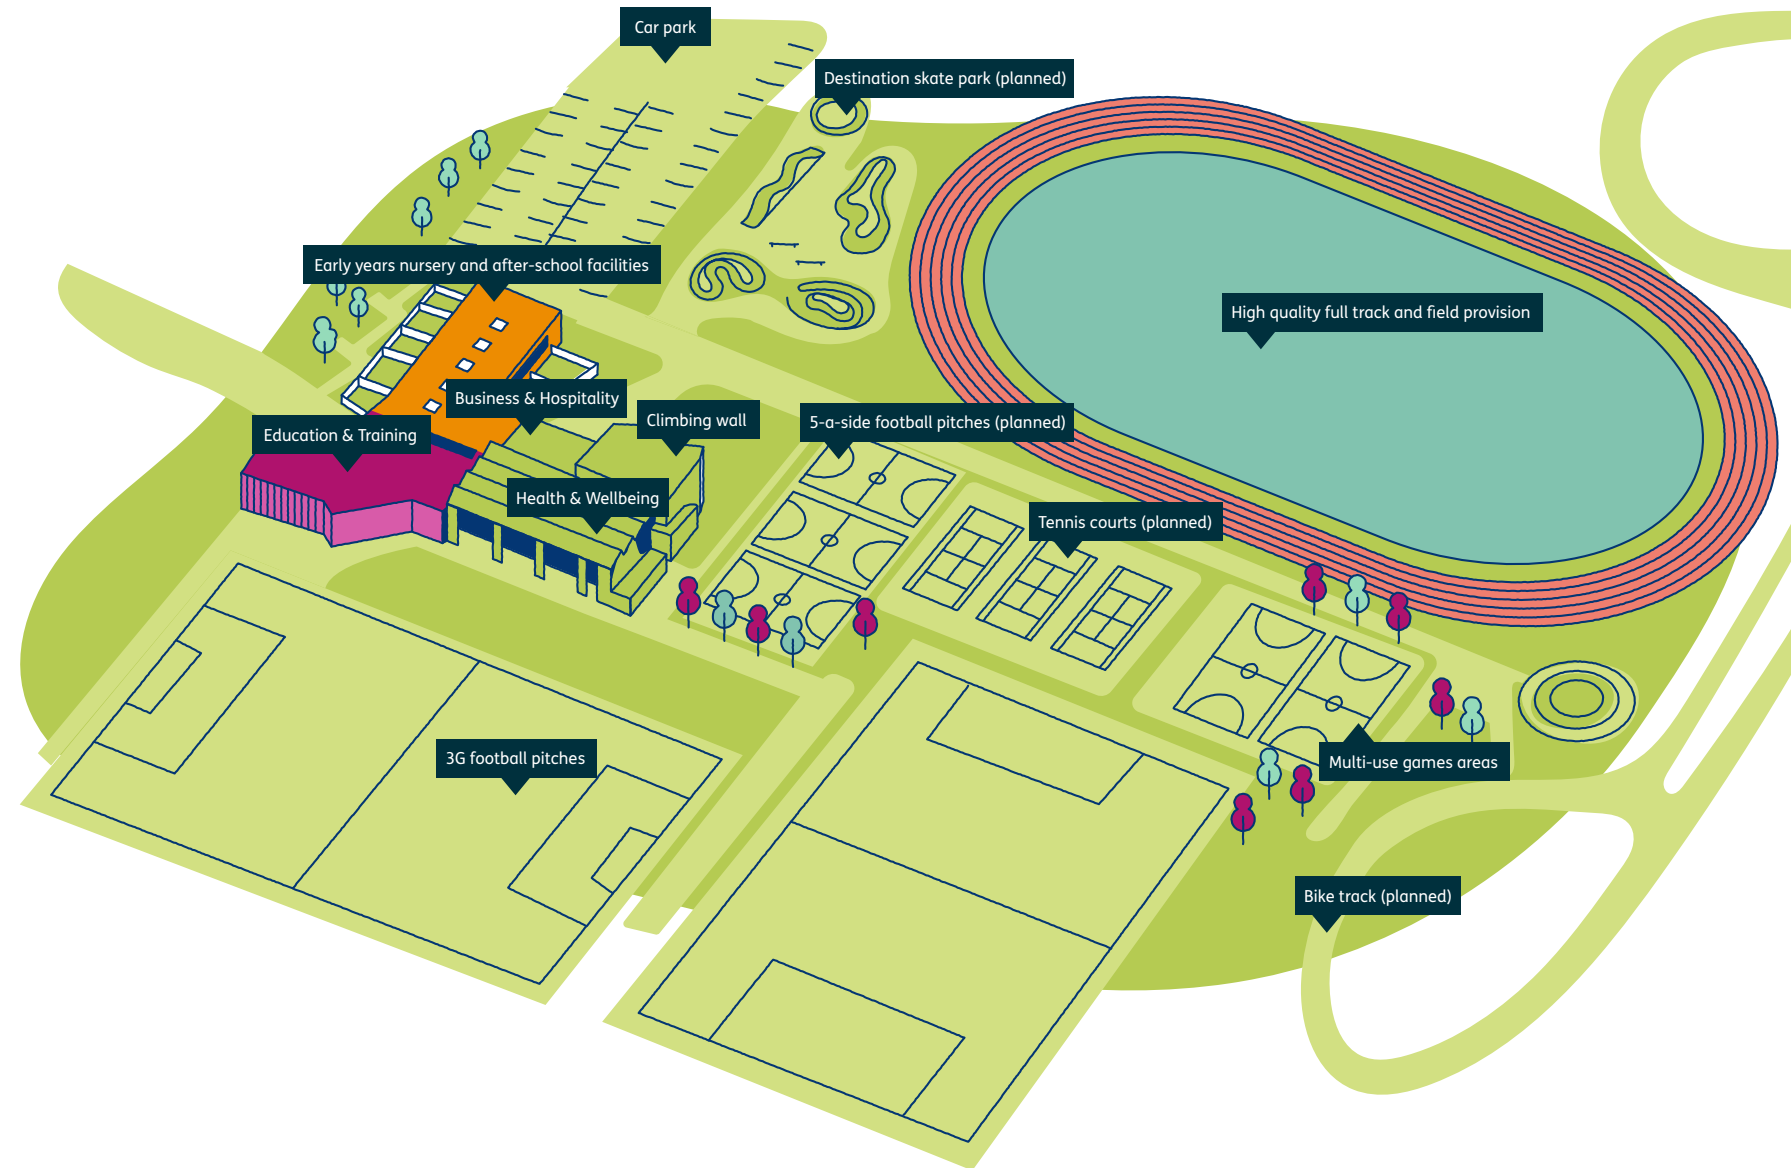 Car park
Destination skate park (planned)
Early years nursery and after-school facilities
High quality full track and field provision
Business & Hospitality
Climbing wall
5-a-side football pitches (planned)
Education & Training
Health & Wellbeing
Tennis courts (planned)
3G football pitches
Multi-use games areas
Bike track (planned)